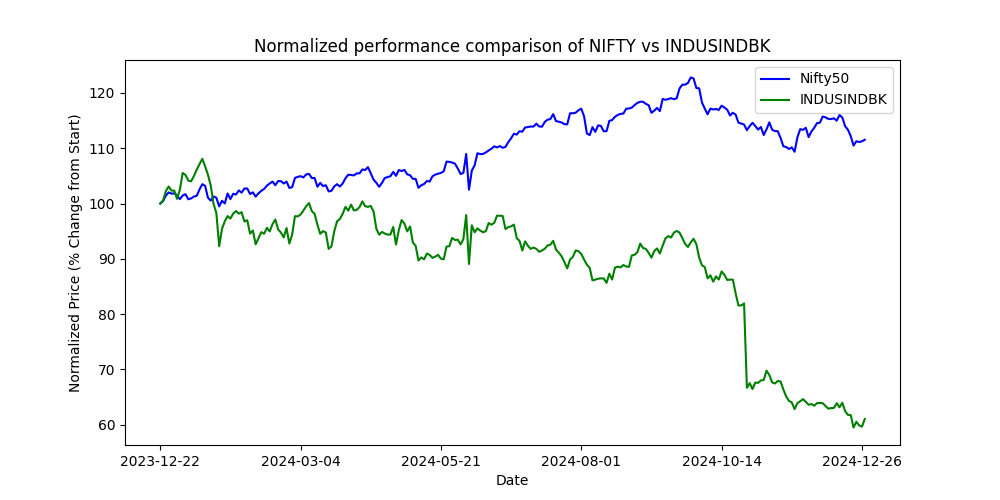 Normalized performance comparison of NIFTY vs INDUSINDBK
Nifty50
INDUSINDBK
Normalized Price (% Change from Start)
120
110
100
90
80
70
60
2023-12-22
2024-03-04
2024-05-21
2024-08-01
2024-10-14
2024-12-26
Date